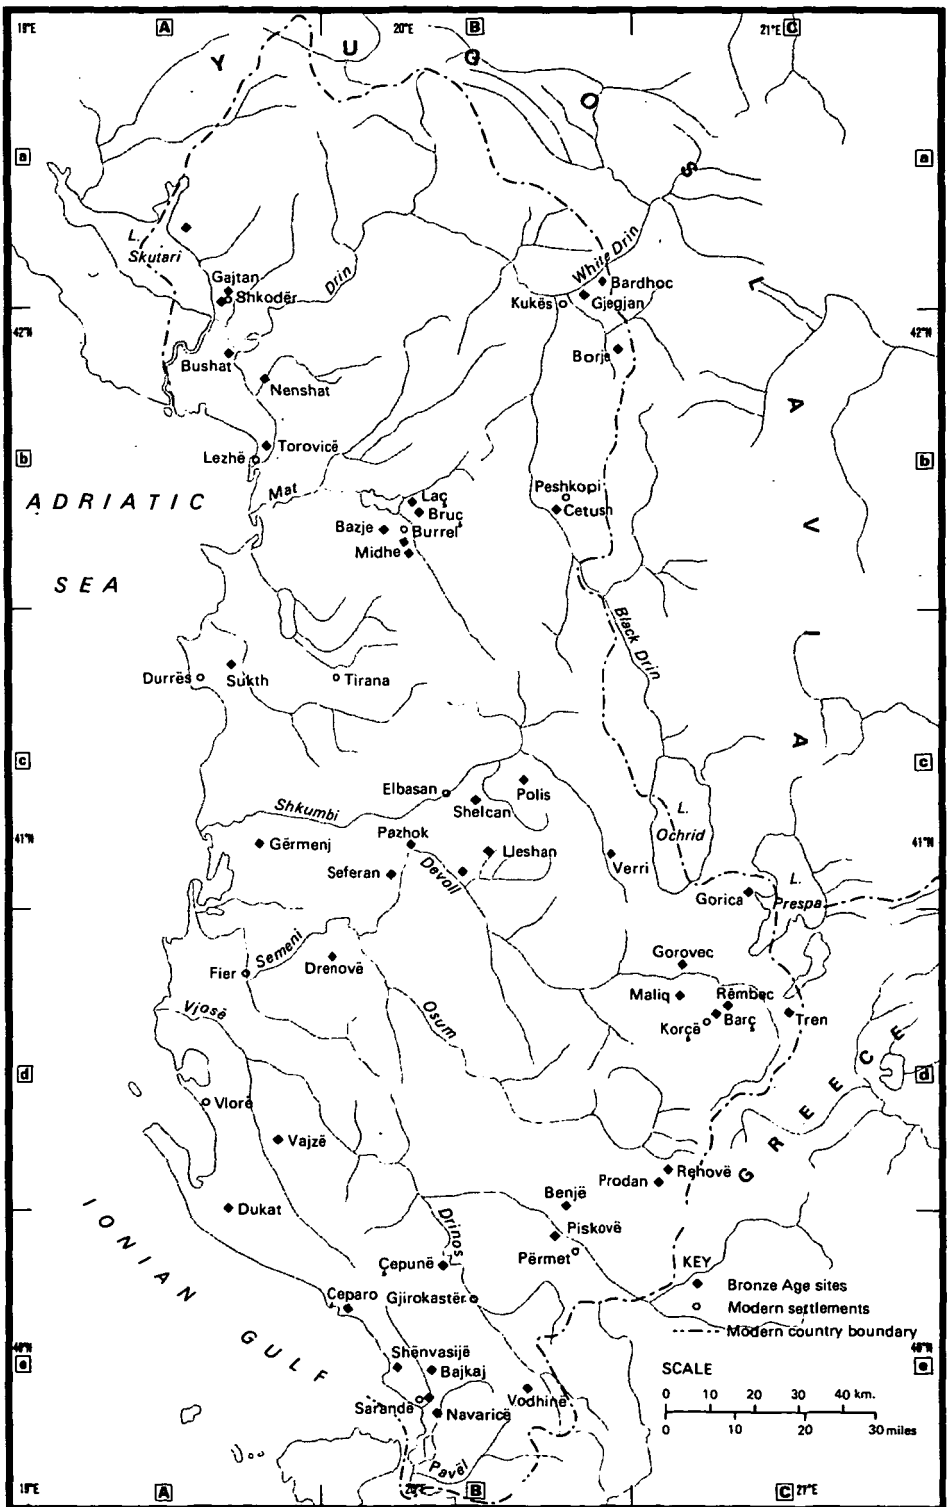 19°E
A
20°E
B
21°E
C
Y U G O S L A V I A
a
a
L.
Skutari
Drin
White Drin
Gajtan
Shkodër
Bardhoc
Kukës
Gjegjan
42°N
42°N
Borje
Bushat
Nenshat
Torovicë
Lezhë
b
b
Mat
Laç
Bruç
Peshkopi
Cetush
ADRIATIC
SEA
Bazje
Burrel
Midhe
Black Drin
Durrës
Sukth
Tirana
c
c
Elbasan
Polis
Shelcan
Shkumbi
L.
Ochrid
41°N
41°N
Gërmenj
Pazhok
Lleshan
Seferan
Devoll
Verri
L.
Prespa
Gorica
Semeni
Drenovë
Fier
Gorovec
Vjosë
Osum
Maliq
Rëmbec
Korçë
Barç
Tren
GREECE
d
d
Vlorë
Vajzë
Prodan
Rehovë
Benjë
Dukat
Piskovë
Drinos
Përmet
IONIAN GULF
Çepunë
Gjirokastër
Çeparo
KEY
Bronze Age sites
Modern settlements
Modern country boundary
40°N
40°N
e
e
Shënvasijë
Bajkaj
Sarandë
Navaricë
Vodhinë
Pavël
SCALE
0 10 20 30 40 km.
0 10 20 30 miles
19°E
A
20°E
B
C
21°E